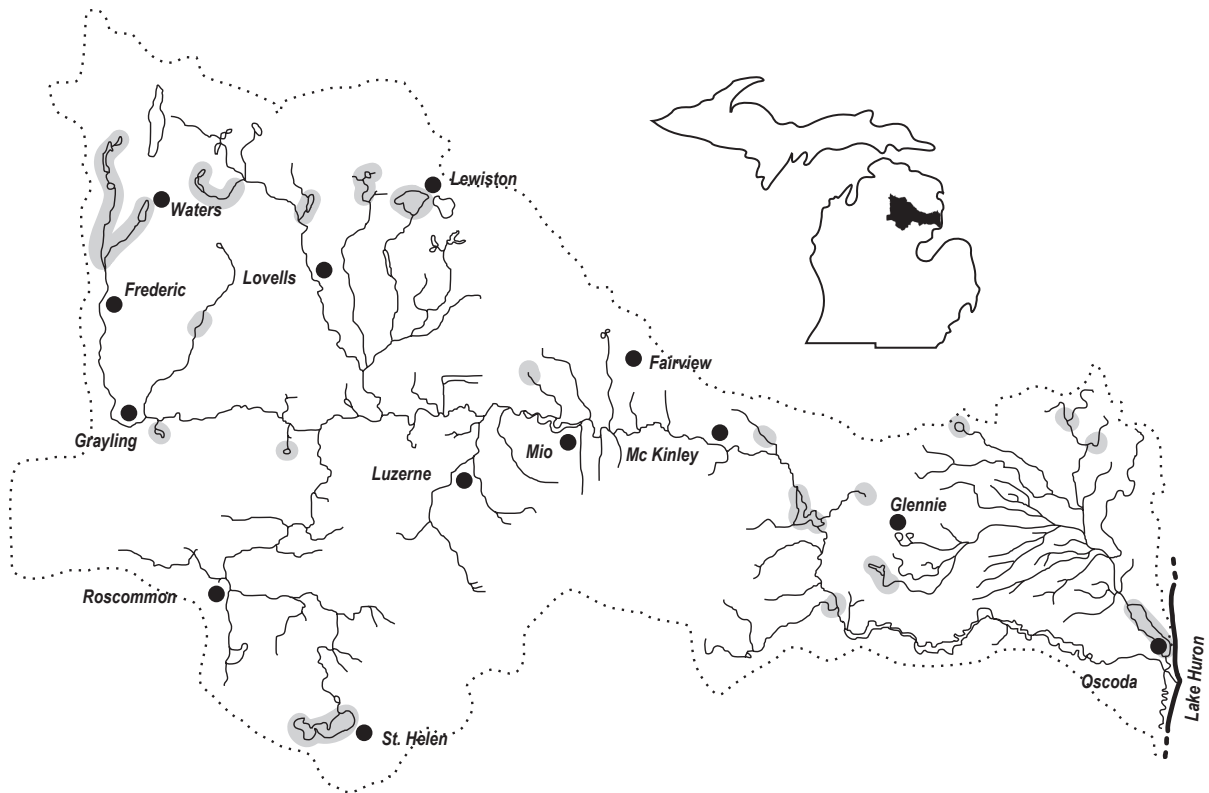 Lewiston
Waters
Lovells
Frederic
Fairview
Grayling
Mio
Mc Kinley
Luzerne
Glennie
Roscommon
Oscoda
Lake Huron
St. Helen